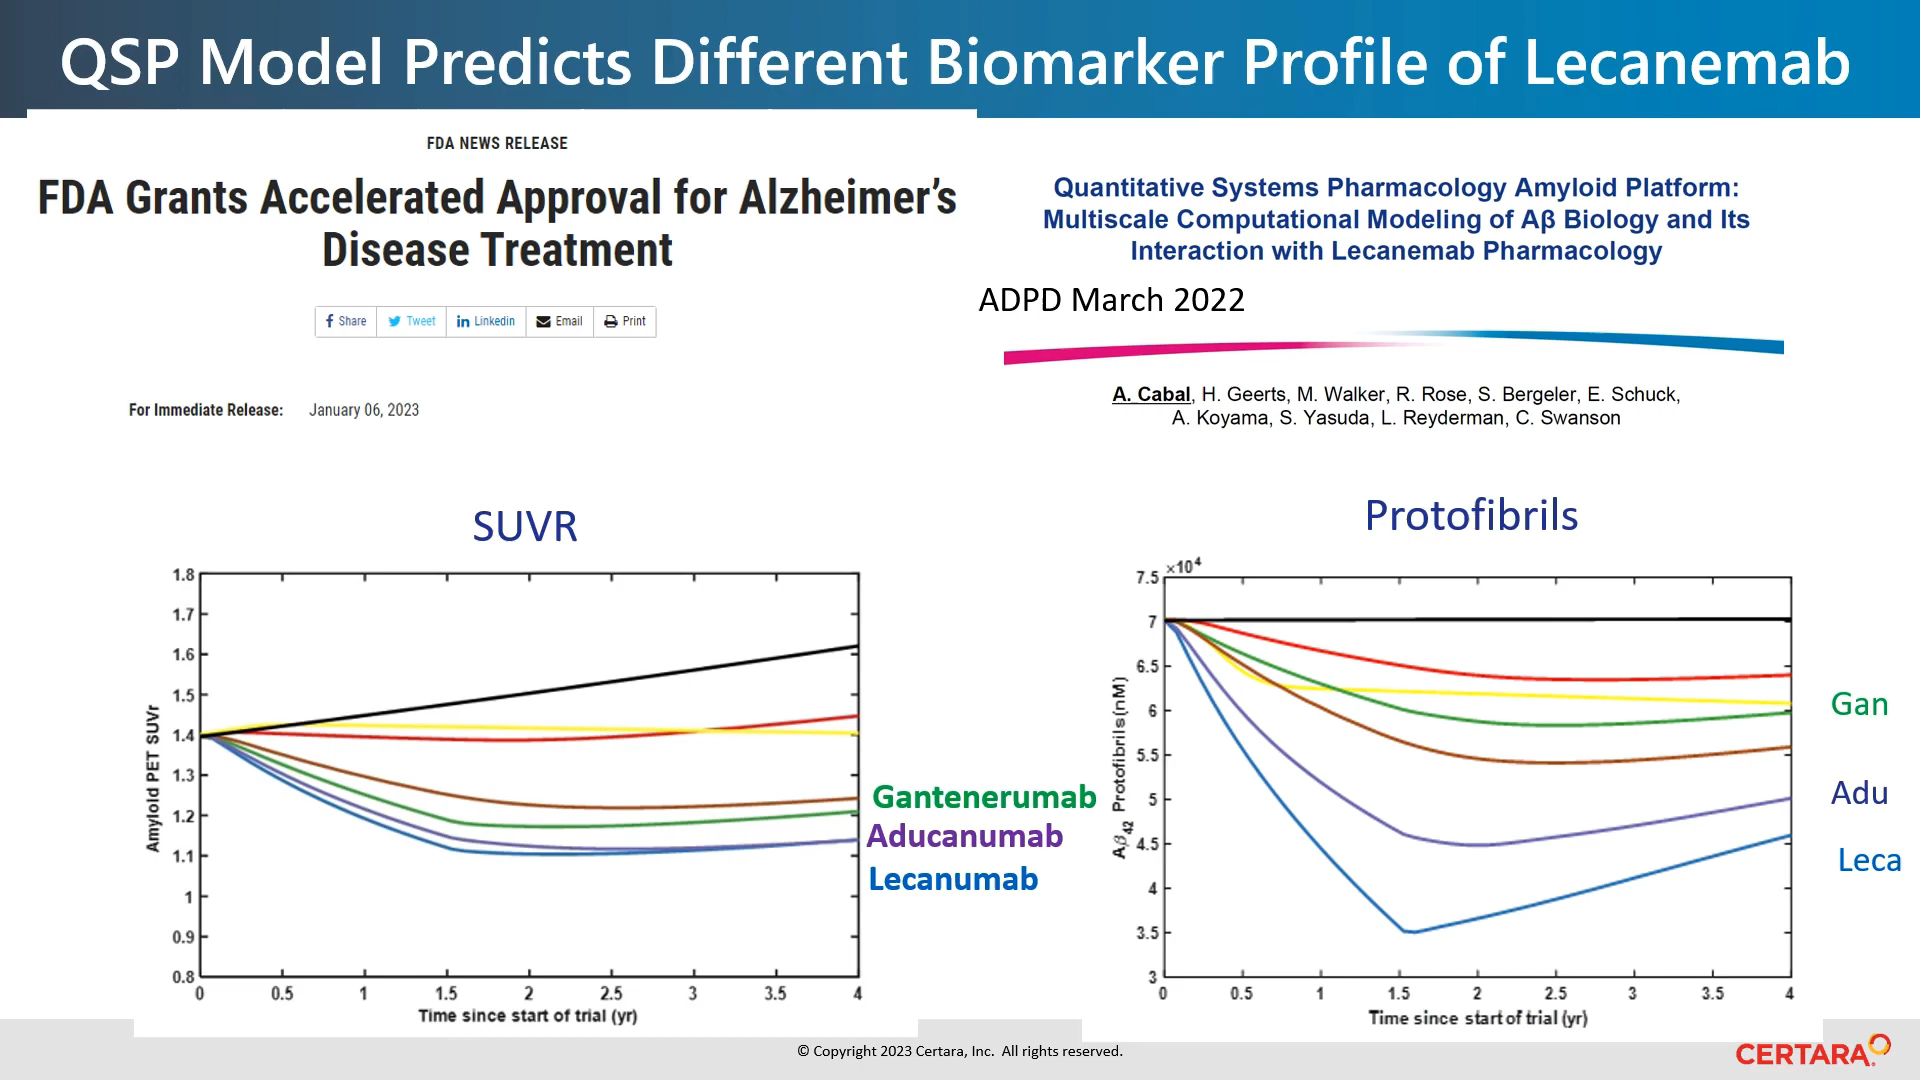 QSP Model Predicts Different Biomarker Profile of Lecanemab
FDA NEWS RELEASE
FDA Grants Accelerated Approval for Alzheimer's
Disease Treatment
Share
Tweet
Linkedin
Email
Print
For Immediate Release: January 06, 2023
Quantitative Systems Pharmacology Amyloid Platform:
Multiscale Computational Modeling of Aβ Biology and Its
Interaction with Lecanemab Pharmacology
ADPD March 2022
A. Cabal, H. Geerts, M. Walker, R. Rose, S. Bergeler, E. Schuck,
A. Koyama, S. Yasuda, L. Reyderman, C. Swanson
SUVR
1.8
1.7
1.6
1.5
1.4
1.3
1.2
1.1
1
0.9
0.8
Amyloid PET SUVr
0 0.5 1 1.5 2 2.5 3 3.5 4
Time since start of trial (yr)
Gantenerumab
Aducanumab
Lecanumab
Protofibrils
×10⁴
7.5
7
6.5
6
5.5
5
4.5
4
3.5
3
Aβ₄₂ Protofibrils (nM)
0 0.5 1 1.5 2 2.5 3 3.5 4
Time since start of trial (yr)
Gan
Adu
Leca
© Copyright 2023 Certara, Inc. All rights reserved.
CERTARA